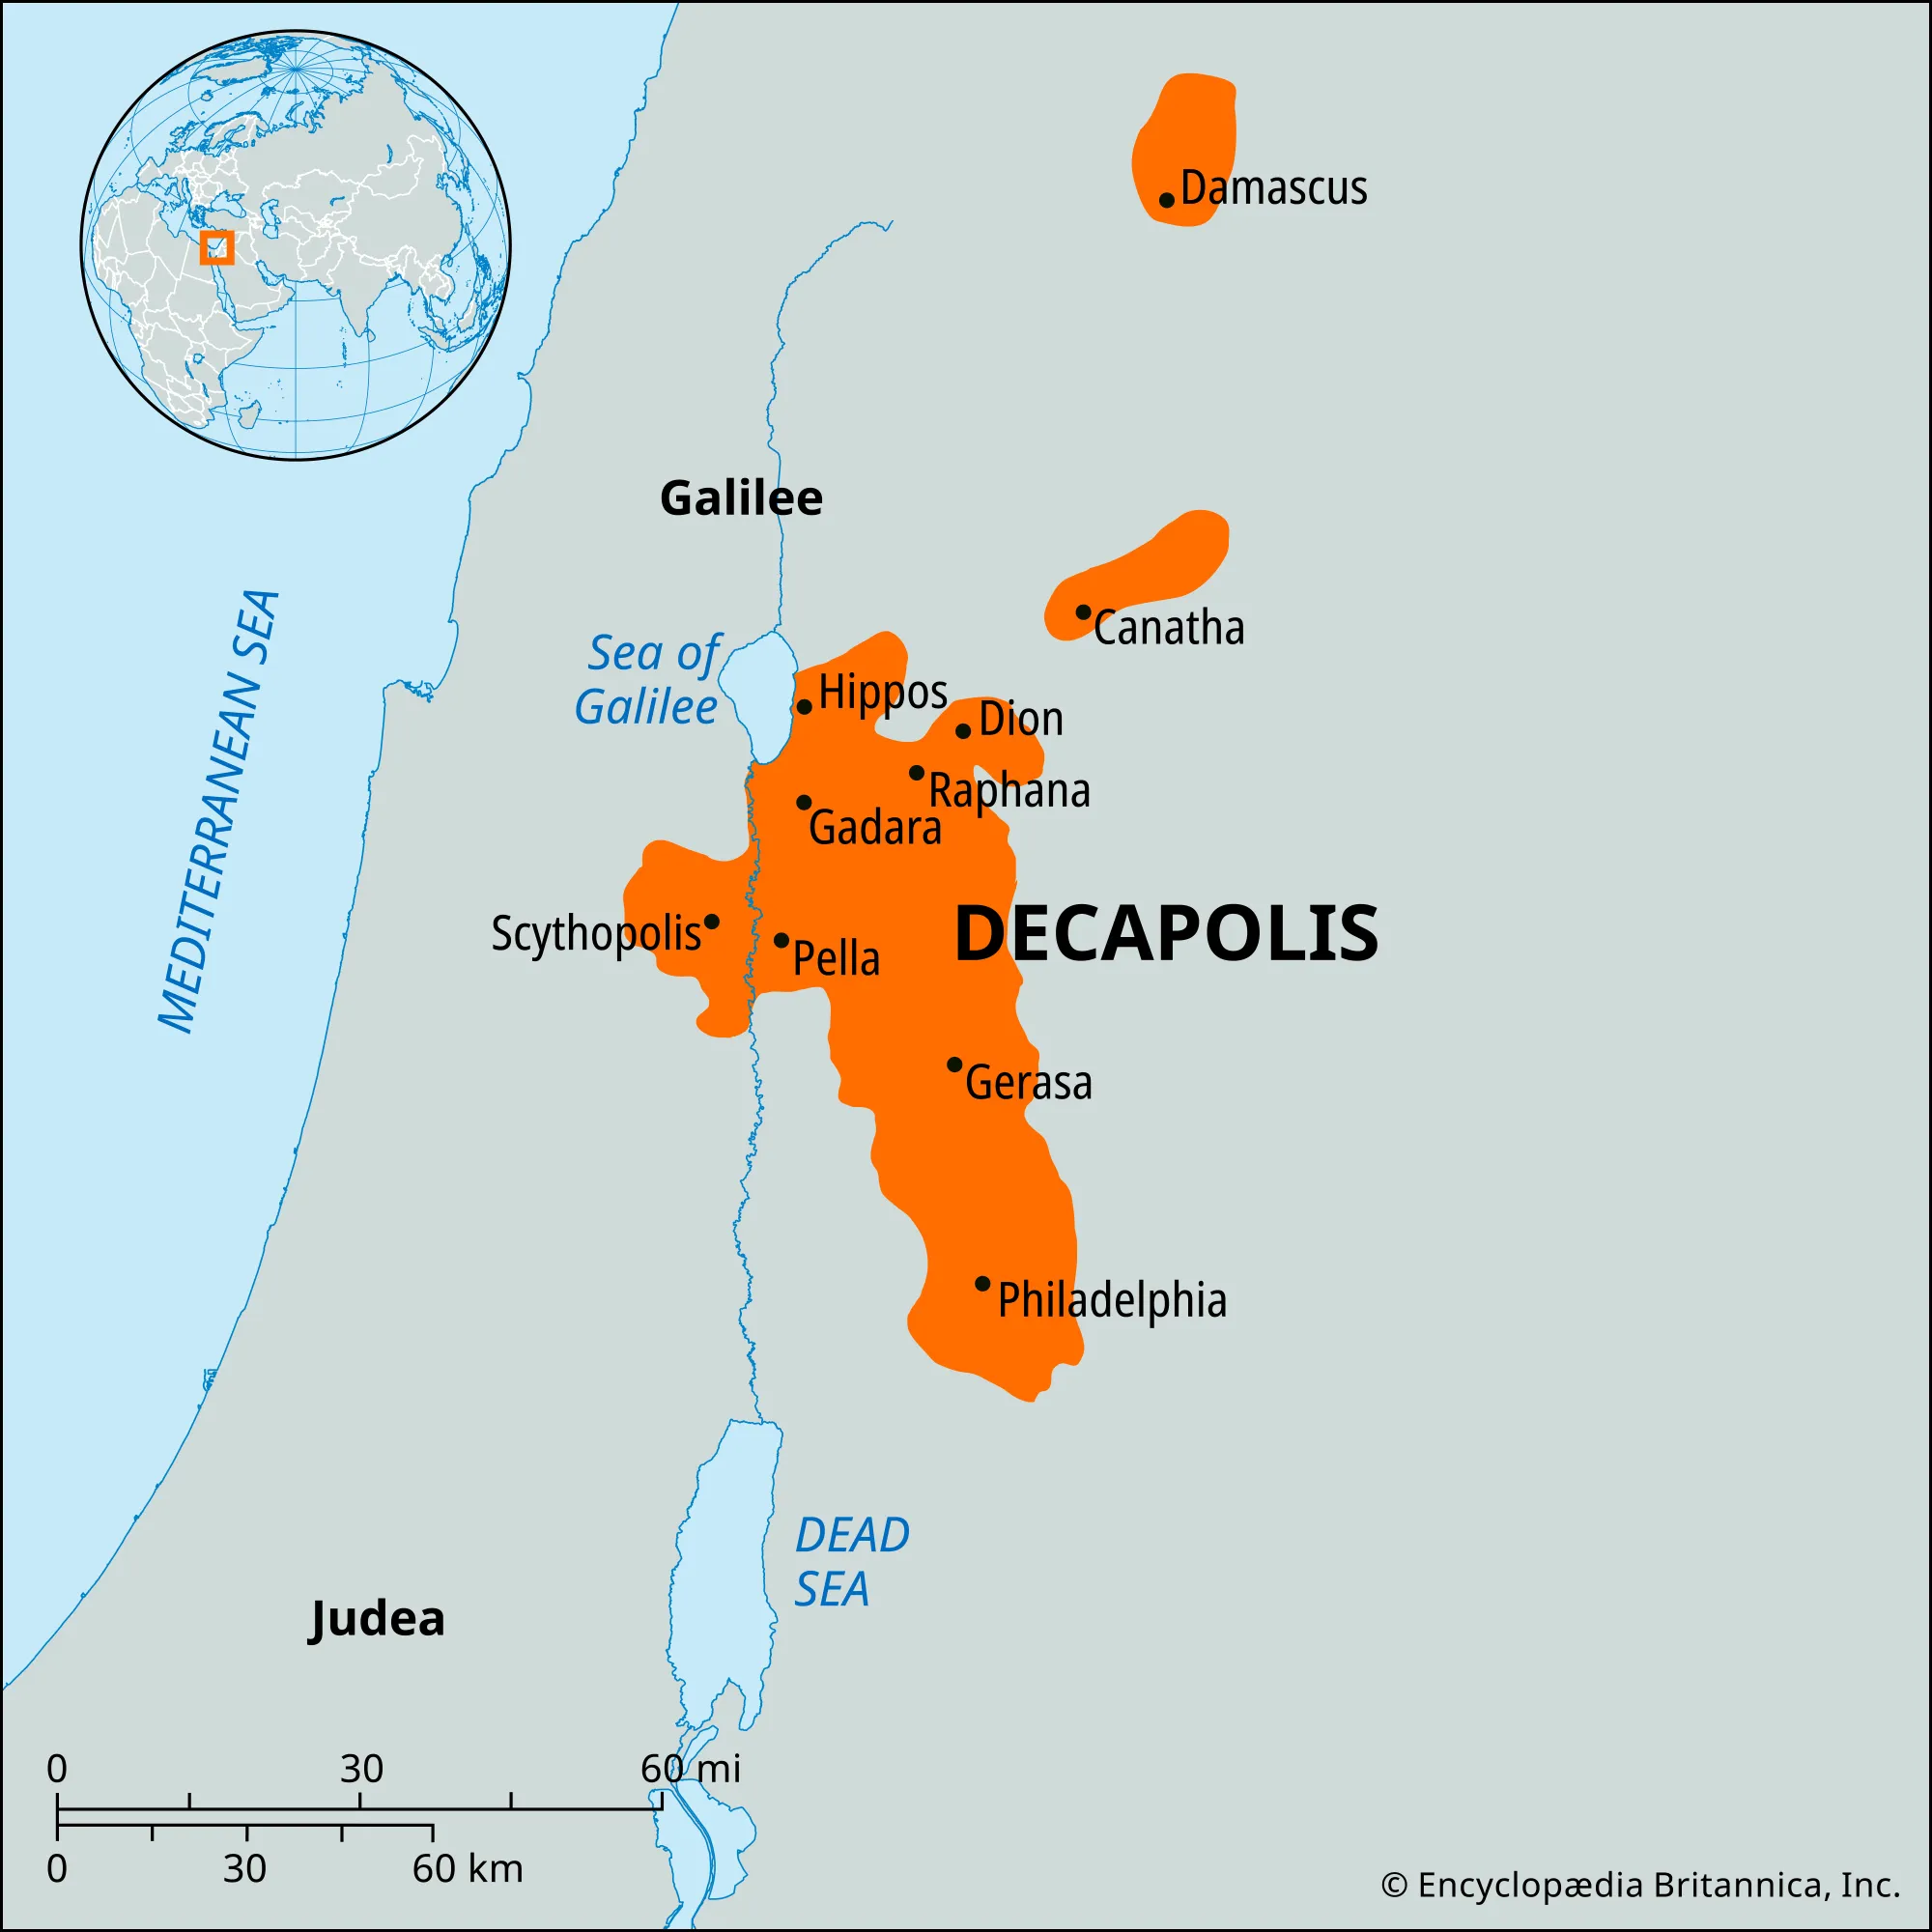 Damascus
Galilee
MEDITERRANEAN SEA
Canatha
Sea of
Galilee
Hippos
Dion
Raphana
Gadara
DECAPOLIS
Scythopolis
Pella
Gerasa
Philadelphia
DEAD
SEA
Judea
0 30 60 mi
0 30 60 km
© Encyclopædia Britannica, Inc.